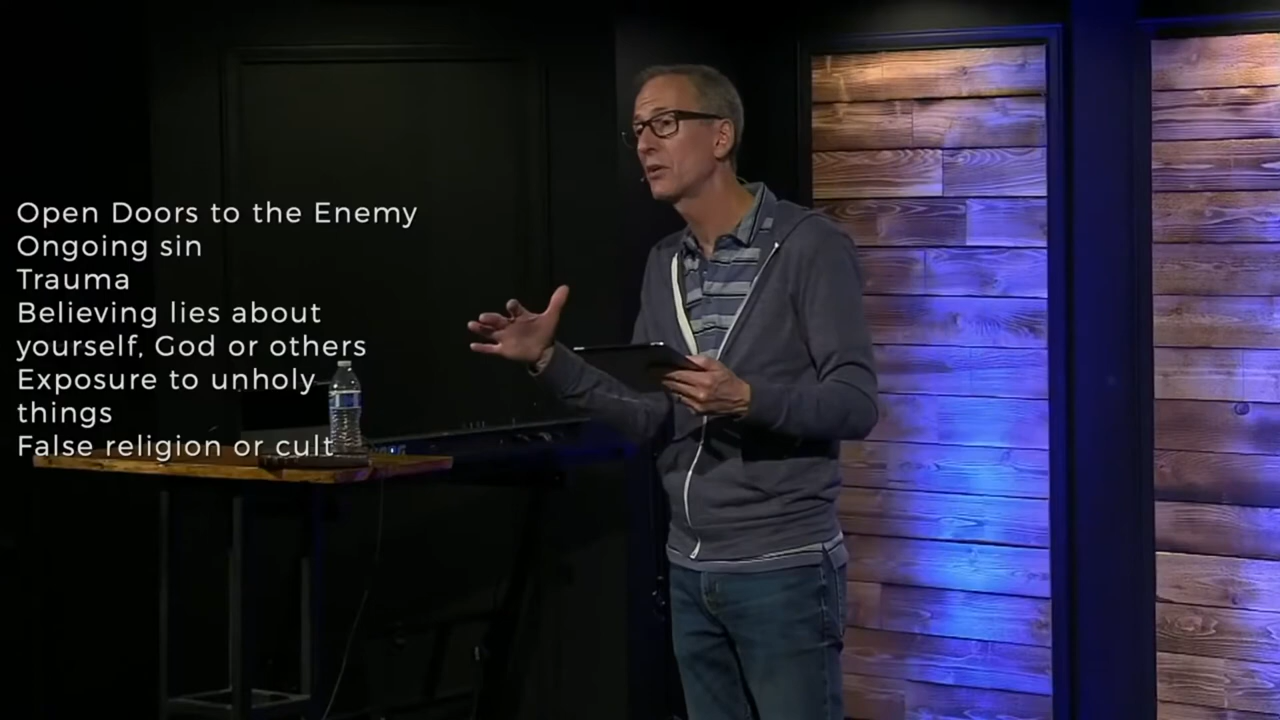 Open Doors to the Enemy
Ongoing sin
Trauma
Believing lies about
yourself, God or others
Exposure to unholy
things
False religion or cult